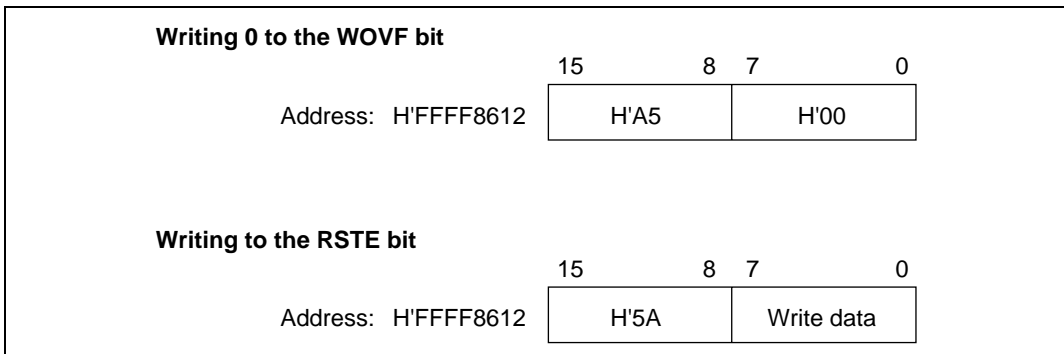 Writing 0 to the WOVF bit
15 8 7 0
Address: H'FFFF8612 H'A5 H'00
Writing to the RSTE bit
15 8 7 0
Address: H'FFFF8612 H'5A Write data